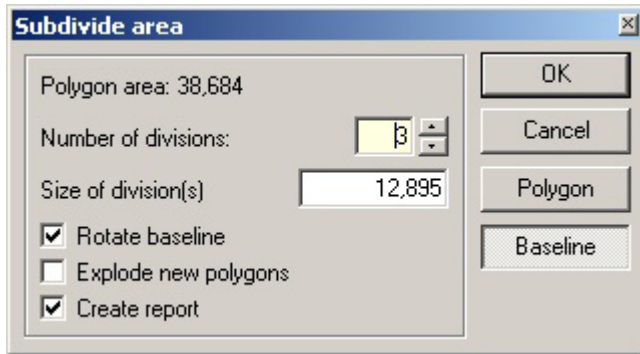 Subdivide area
Polygon area: 38,684
Number of divisions: 3
Size of division(s) 12,895
Rotate baseline
Explode new polygons
Create report
OK
Cancel
Polygon
Baseline